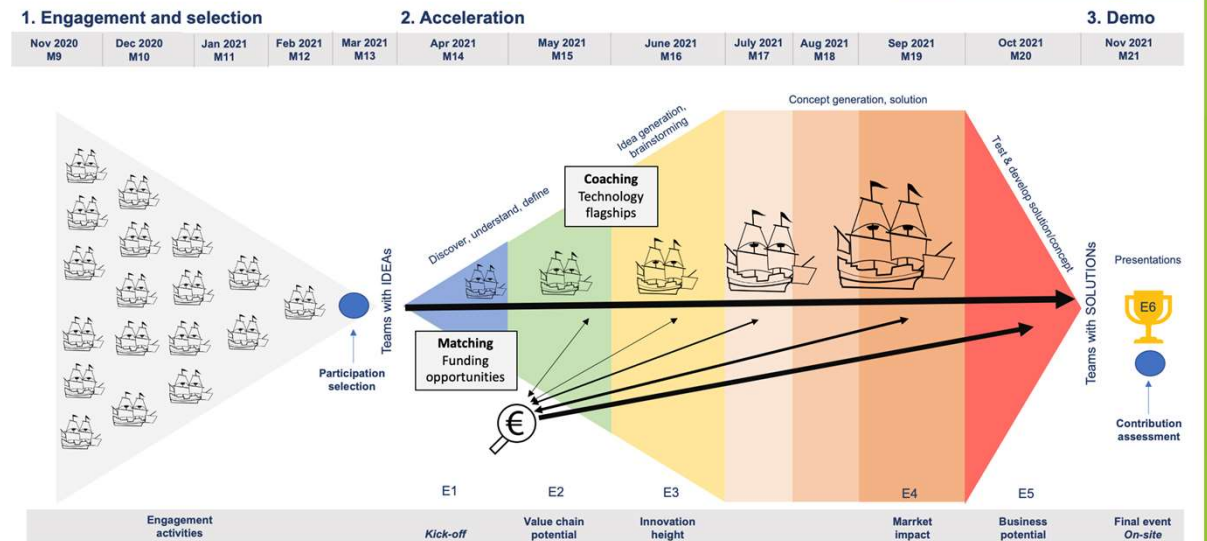 1. Engagement and selection
2. Acceleration
3. Demo
Nov 2020
M9
Dec 2020
M10
Jan 2021
M11
Feb 2021
M12
Mar 2021
M13
Apr 2021
M14
May 2021
M15
June 2021
M16
July 2021
M17
Aug 2021
M18
Sep 2021
M19
Oct 2021
M20
Nov 2021
M21
Participation
selection
Teams with IDEAs
Discover, understand, define
Idea generation,
brainstorming
Concept generation, solution
Test & develop solution/concept
Coaching
Technology
flagships
Matching
Funding
opportunities
€
Teams with SOLUTIONs
Presentations
E6
Contribution
assessment
E1
E2
E3
E4
E5
Engagement
activities
Kick-off
Value chain
potential
Innovation
height
Marrket
impact
Business
potential
Final event
On-site